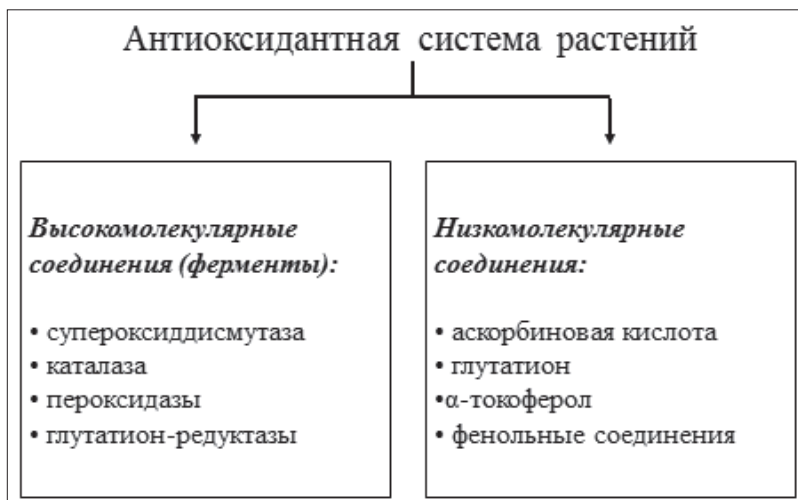 Антиоксидантная система растений
Высокомолекулярные
соединения (ферменты):
• супероксиддисмутаза
• каталаза
• пероксидазы
• глутатион-редуктазы
Низкомолекулярные
соединения:
• аскорбиновая кислота
• глутатион
•α-токоферол
• фенольные соединения